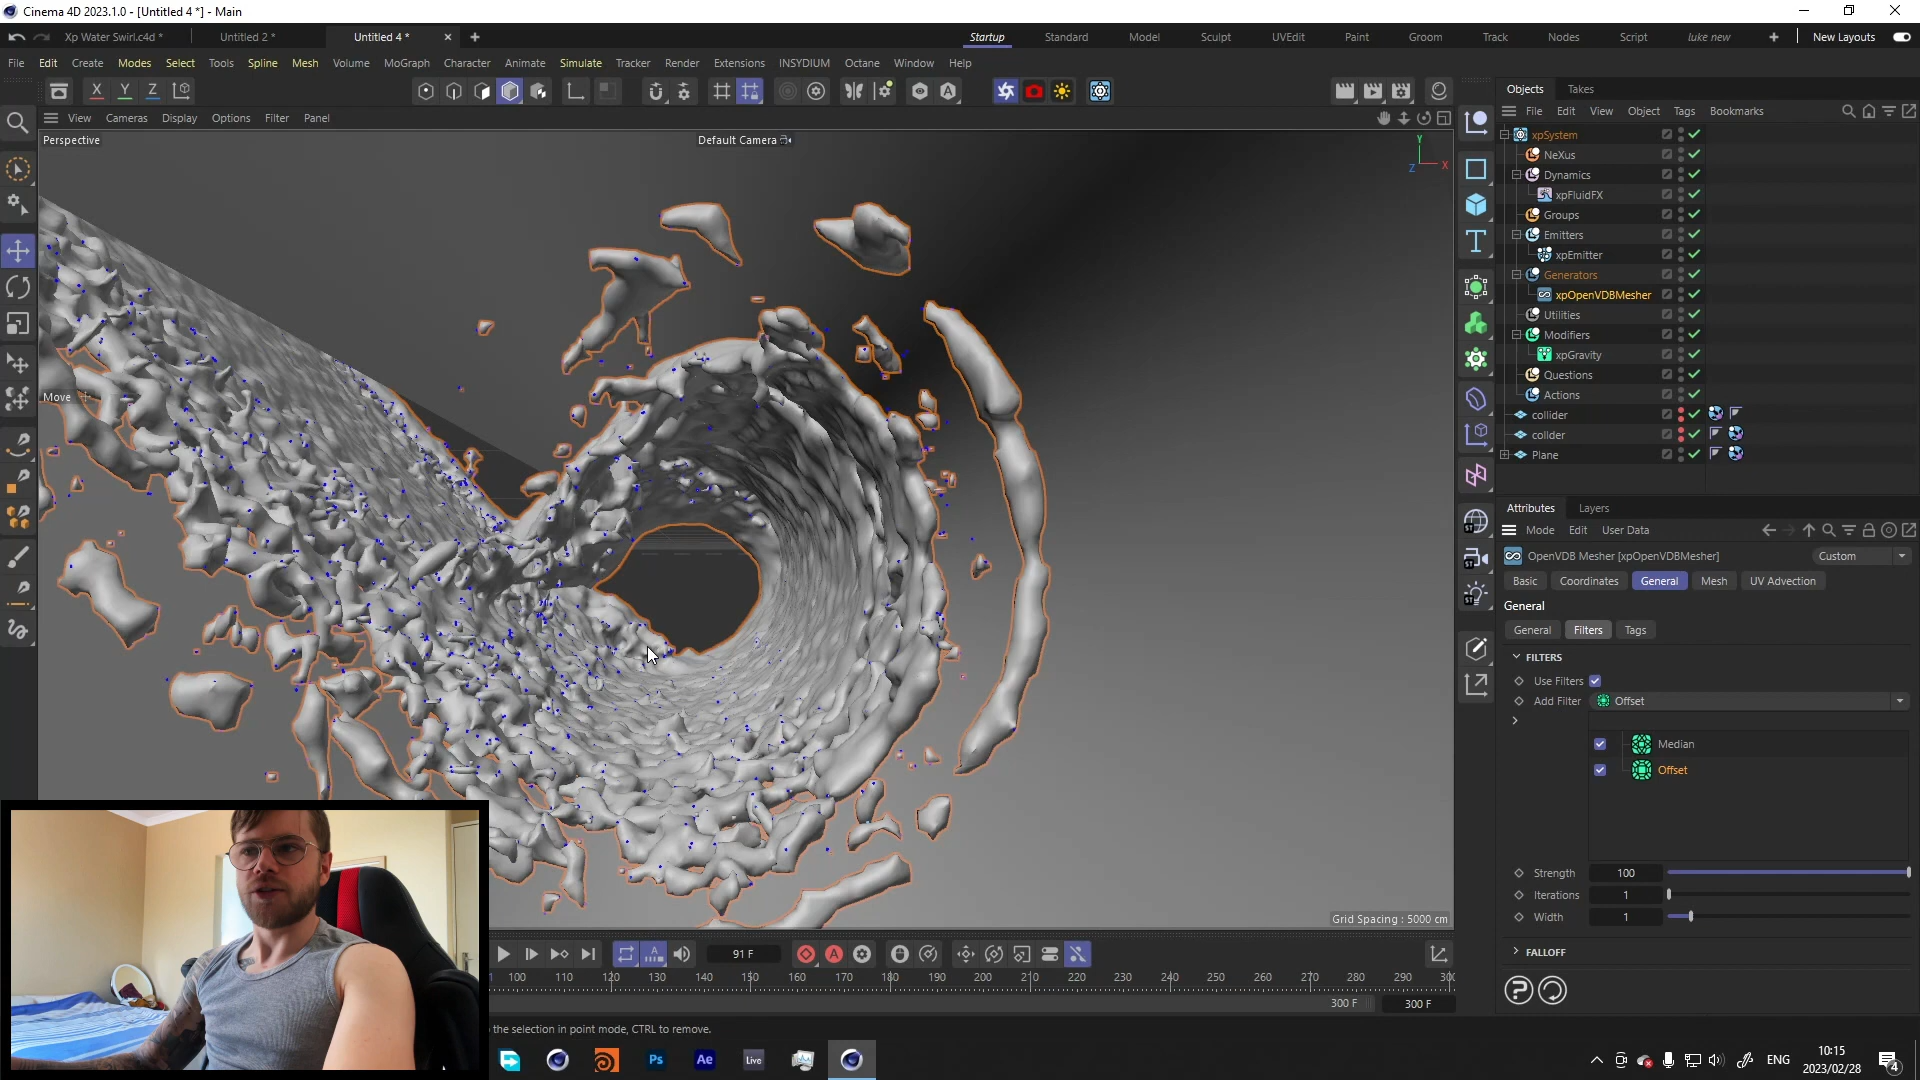 Cinema 4D 2023.1.0 - [Untitled 4 *] - Main
Xp Water Swirl.c4d *
Untitled 2 *
Untitled 4 *
Startup
Standard
Model
Sculpt
UVEdit
Paint
Groom
Track
Nodes
Script
luke new
New Layouts
File Edit Create Modes Select Tools Spline Mesh Volume MoGraph Character Animate Simulate Tracker Render Extensions INSYDIUM Octane Window Help
X Y Z
Objects Takes
View Cameras Display Options Filter Panel
File Edit View Object Tags Bookmarks
Perspective
Default Camera
Y
Z X
Move
xpSystem
NeXus
Dynamics
xpFluidFX
Groups
Emitters
xpEmitter
Generators
xpOpenVDBMesher
Utilities
Modifiers
xpGravity
Questions
Actions
collider
collder
Plane
Attributes Layers
Mode Edit User Data
OpenVDB Mesher [xpOpenVDBMesher]
Custom
Basic Coordinates General Mesh UV Advection
General
General Filters Tags
FILTERS
Use Filters
Add Filter Offset
Median
Offset
Strength 100
Iterations 1
Width 1
FALLOFF
Grid Spacing : 5000 cm
91 F
100 110 120 130 140 150 160 170 180 190 200 210 220 230 240 250 260 270 280 290 30
300 F 300 F
the selection in point mode, CTRL to remove.
Ps Ae Live
ENG
10:15
2023/02/28
4